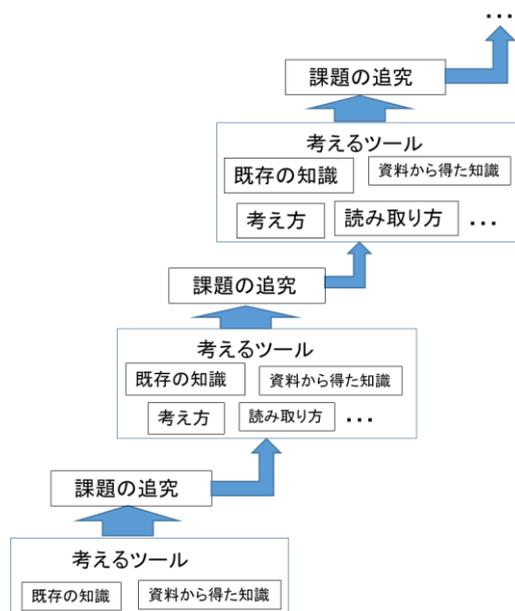 …
課題の追究
考えるツール
既存の知識 資料から得た知識
考え方 読み取り方 …
課題の追究
考えるツール
既存の知識 資料から得た知識
考え方 読み取り方 …
課題の追究
考えるツール
既存の知識 資料から得た知識